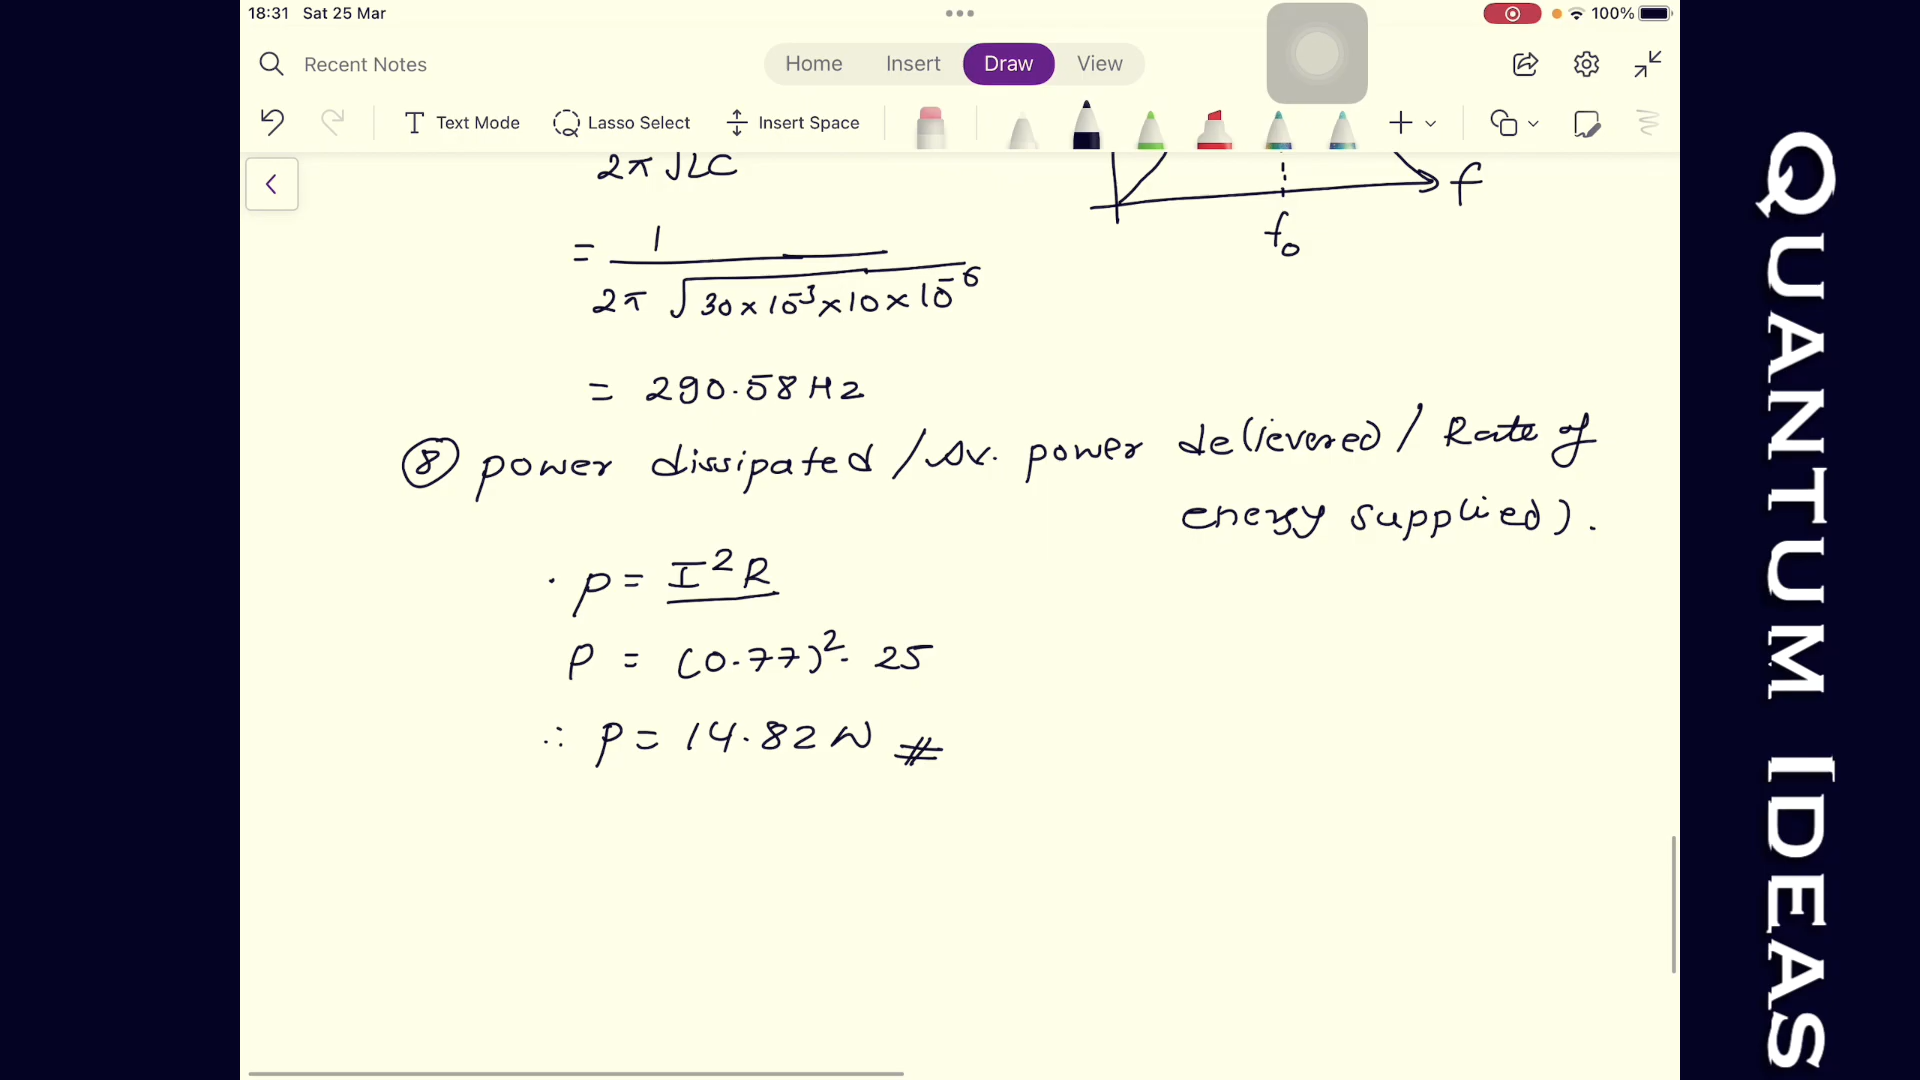 18:31 Sat 25 Mar
100%
Recent Notes
Home Insert Draw View
Text Mode Lasso Select Insert Space
2π √LC
f
f₀
= 1 / 2π √30×10⁻³×10×10⁻⁶
= 290.58 Hz
⑧ power dissipated / Av. power delievered / Rate of
energy supplied).
. P = I²R
P = (0.77)². 25
∴ P = 14.82 W #
QUANTUM IDEAS